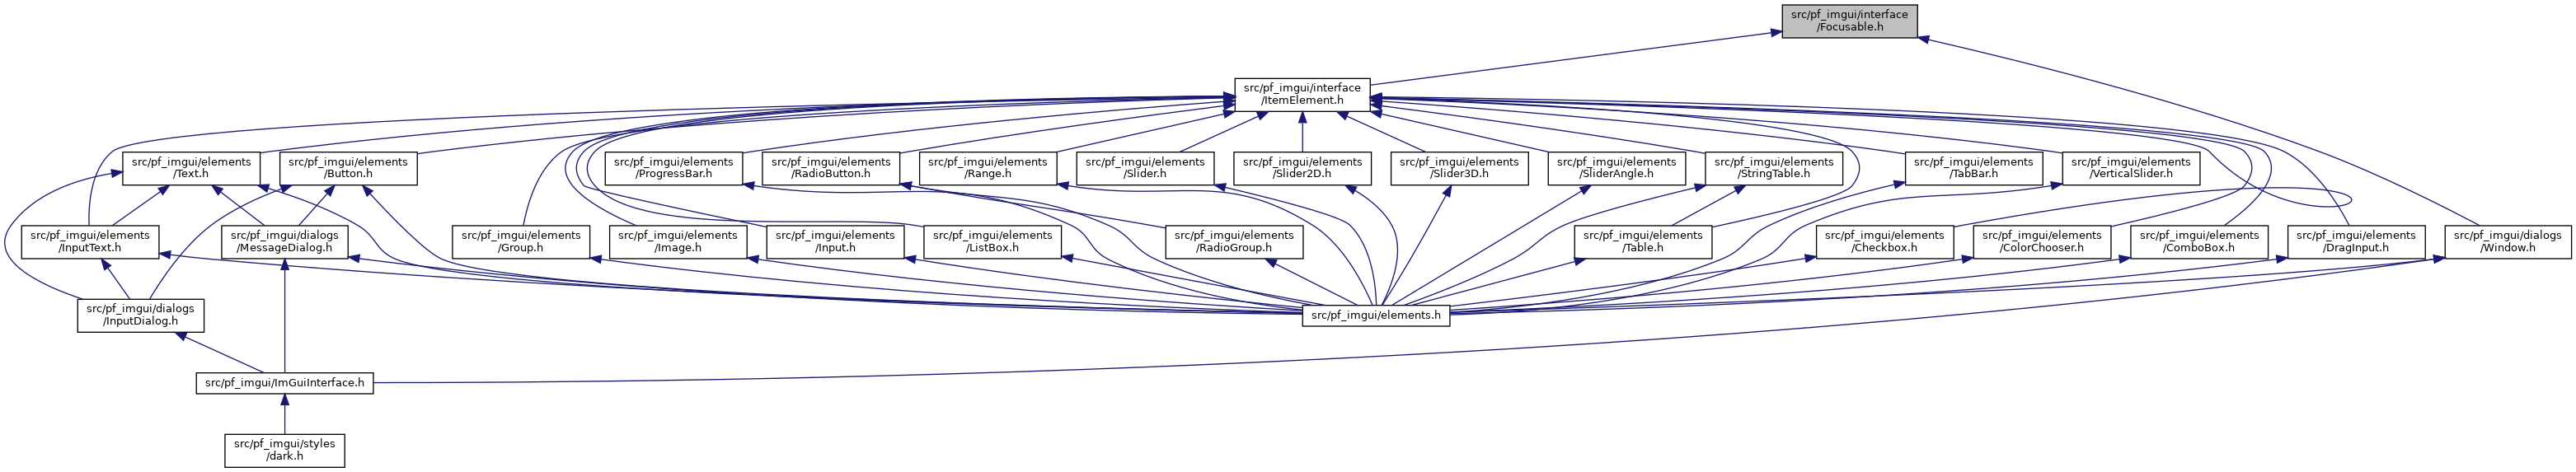 src/pf_imgui/interface
/Focusable.h
src/pf_imgui/interface
/ItemElement.h
src/pf_imgui/elements
/Text.h
src/pf_imgui/elements
/Button.h
src/pf_imgui/elements
/ProgressBar.h
src/pf_imgui/elements
/RadioButton.h
src/pf_imgui/elements
/Range.h
src/pf_imgui/elements
/Slider.h
src/pf_imgui/elements
/Slider2D.h
src/pf_imgui/elements
/Slider3D.h
src/pf_imgui/elements
/SliderAngle.h
src/pf_imgui/elements
/StringTable.h
src/pf_imgui/elements
/TabBar.h
src/pf_imgui/elements
/VerticalSlider.h
src/pf_imgui/elements
/InputText.h
src/pf_imgui/dialogs
/MessageDialog.h
src/pf_imgui/elements
/Group.h
src/pf_imgui/elements
/Image.h
src/pf_imgui/elements
/Input.h
src/pf_imgui/elements
/ListBox.h
src/pf_imgui/elements
/RadioGroup.h
src/pf_imgui/elements
/Table.h
src/pf_imgui/elements
/Checkbox.h
src/pf_imgui/elements
/ColorChooser.h
src/pf_imgui/elements
/ComboBox.h
src/pf_imgui/elements
/DragInput.h
src/pf_imgui/dialogs
/Window.h
src/pf_imgui/dialogs
/InputDialog.h
src/pf_imgui/elements.h
src/pf_imgui/ImGuiInterface.h
src/pf_imgui/styles
/dark.h